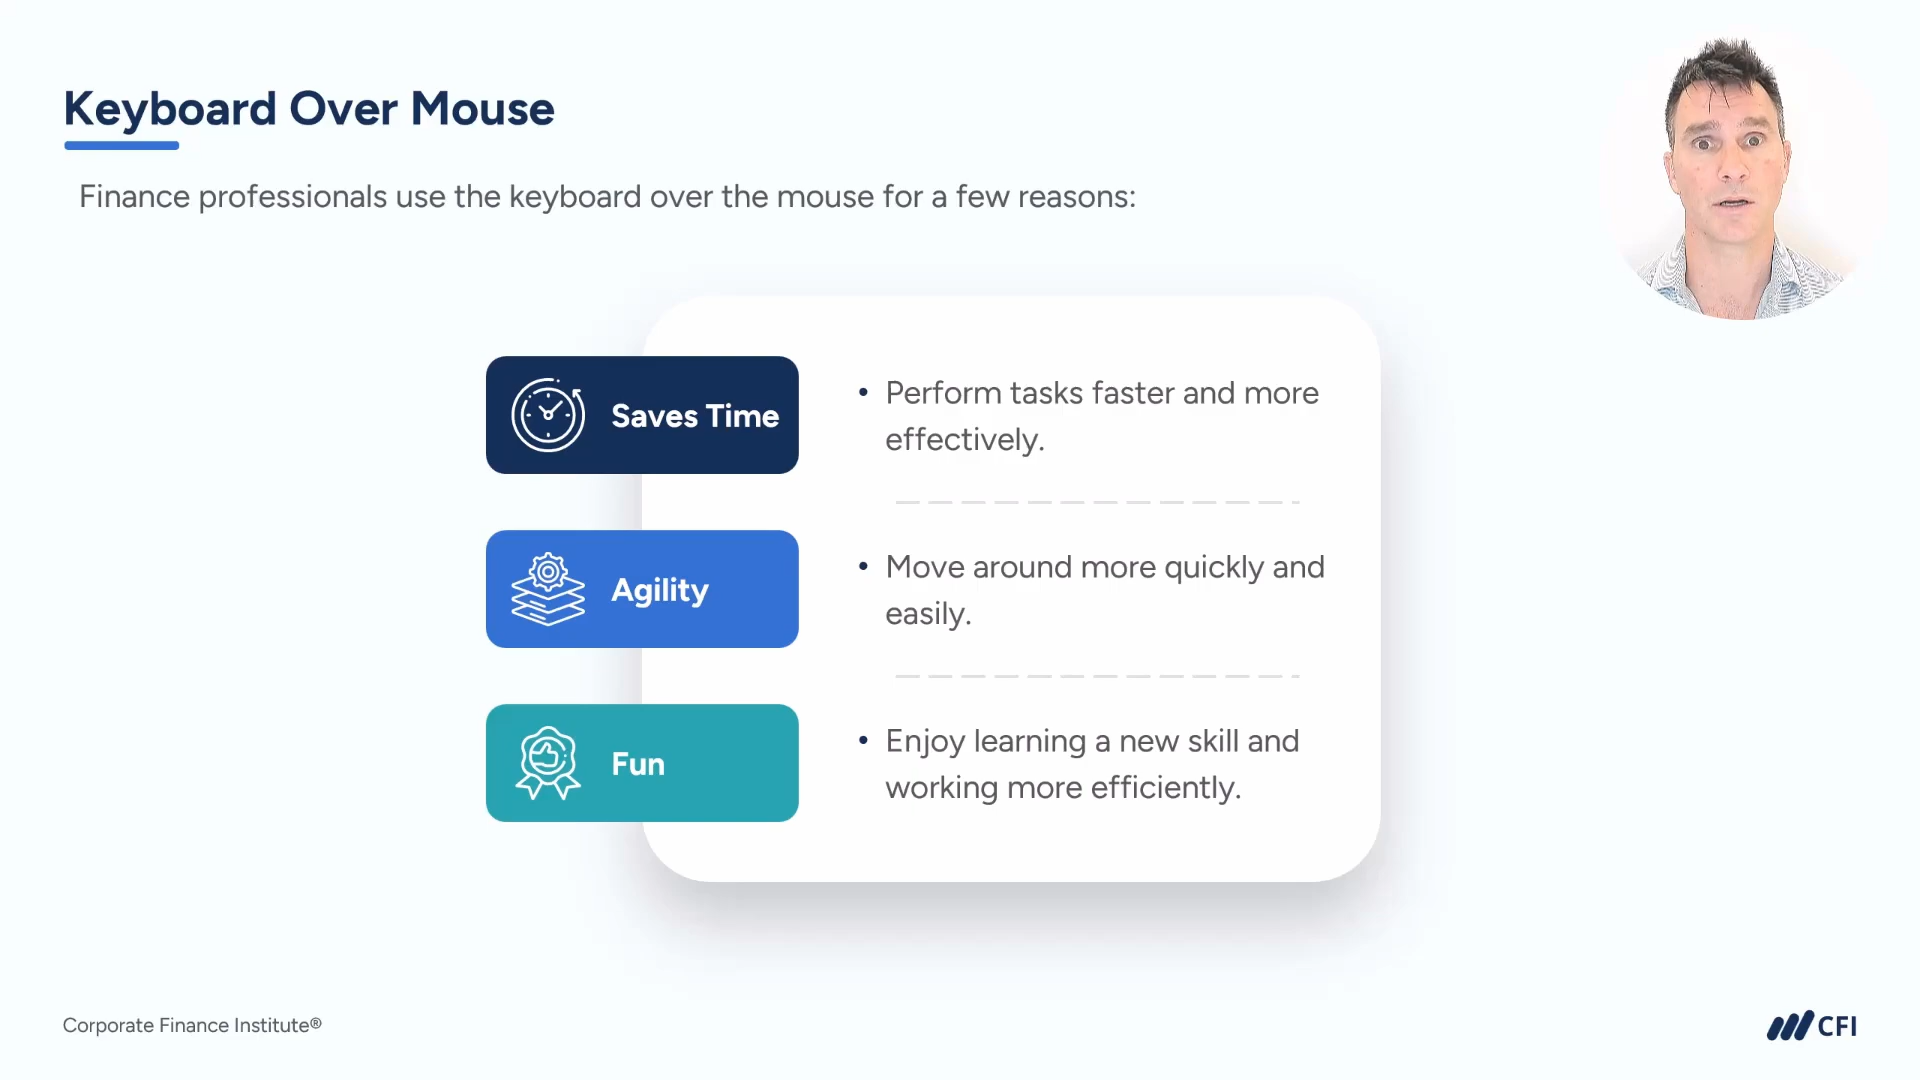 Keyboard Over Mouse
Finance professionals use the keyboard over the mouse for a few reasons:
Saves Time
• Perform tasks faster and more
effectively.
Agility
• Move around more quickly and
easily.
Fun
• Enjoy learning a new skill and
working more efficiently.
Corporate Finance Institute®
CFI